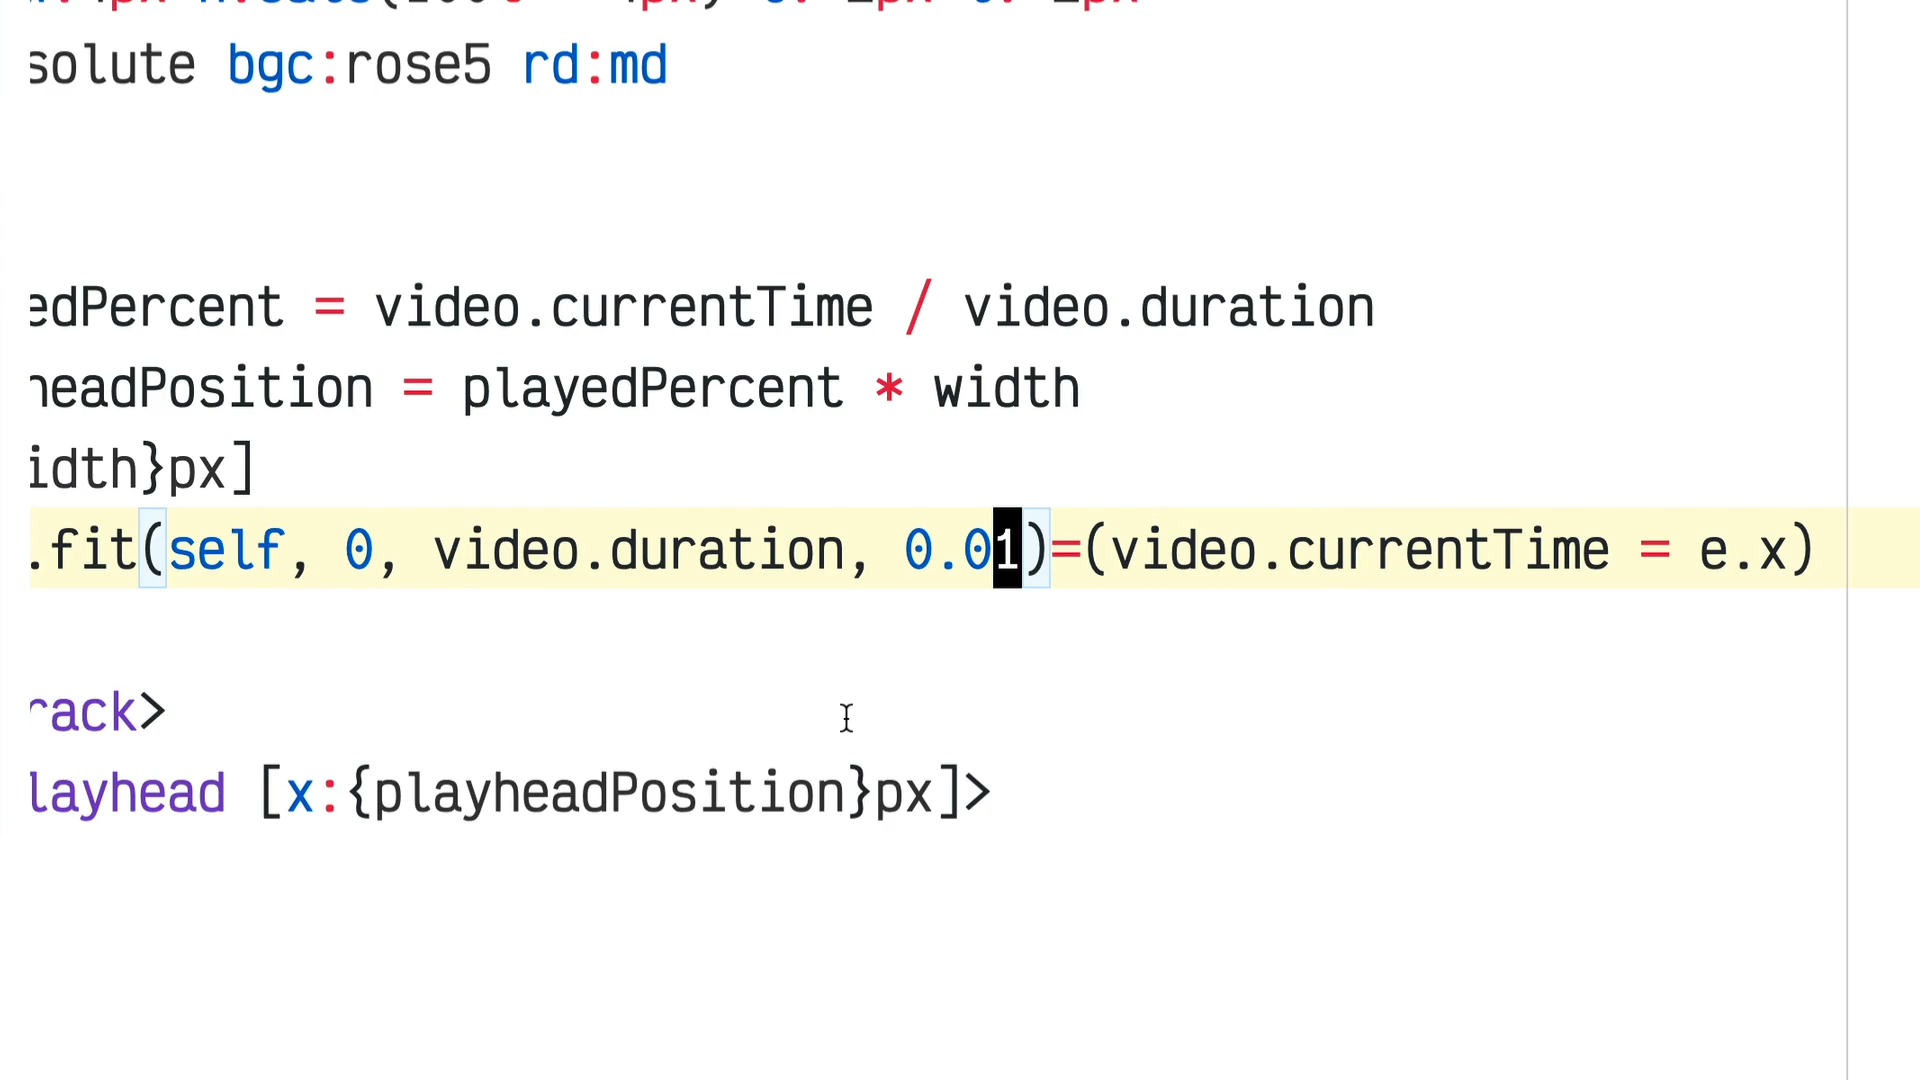 solute bgc:rose5 rd:md
edPercent = video.currentTime / video.duration
headPosition = playedPercent * width
idth}px]
.fit(self, 0, video.duration, 0.01)=(video.currentTime = e.x)
rack>
layhead [x:{playheadPosition}px]>